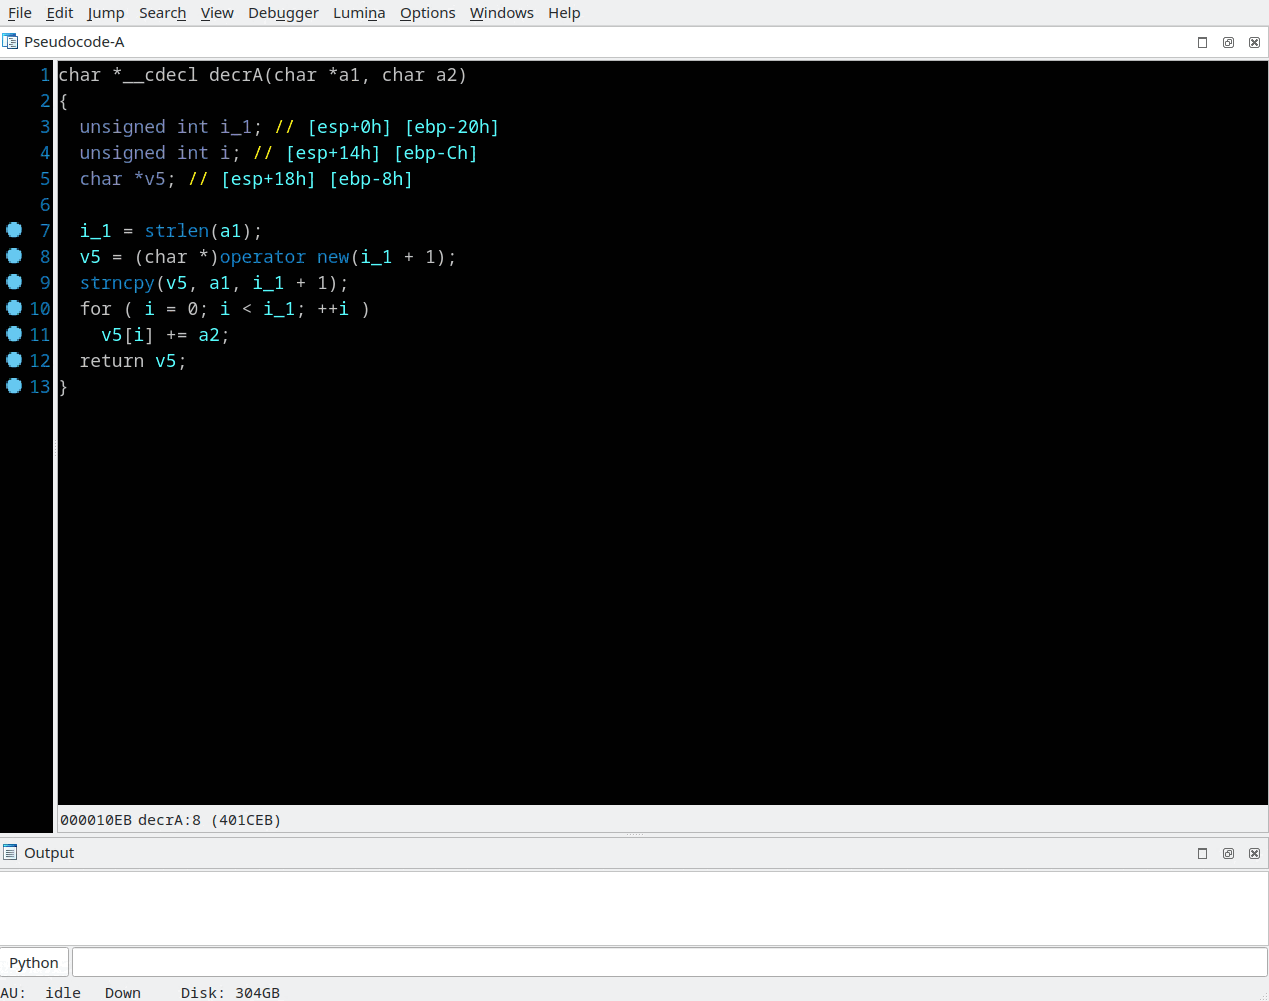 File Edit Jump Search View Debugger Lumina Options Windows Help
Pseudocode-A
1 char *__cdecl decrA(char *a1, char a2)
2 {
3   unsigned int i_1; // [esp+0h] [ebp-20h]
4   unsigned int i; // [esp+14h] [ebp-Ch]
5   char *v5; // [esp+18h] [ebp-8h]
6
7   i_1 = strlen(a1);
8   v5 = (char *)operator new(i_1 + 1);
9   strncpy(v5, a1, i_1 + 1);
10   for ( i = 0; i < i_1; ++i )
11     v5[i] += a2;
12   return v5;
13 }
000010EB decrA:8 (401CEB)
Output
Python
AU: idle Down Disk: 304GB